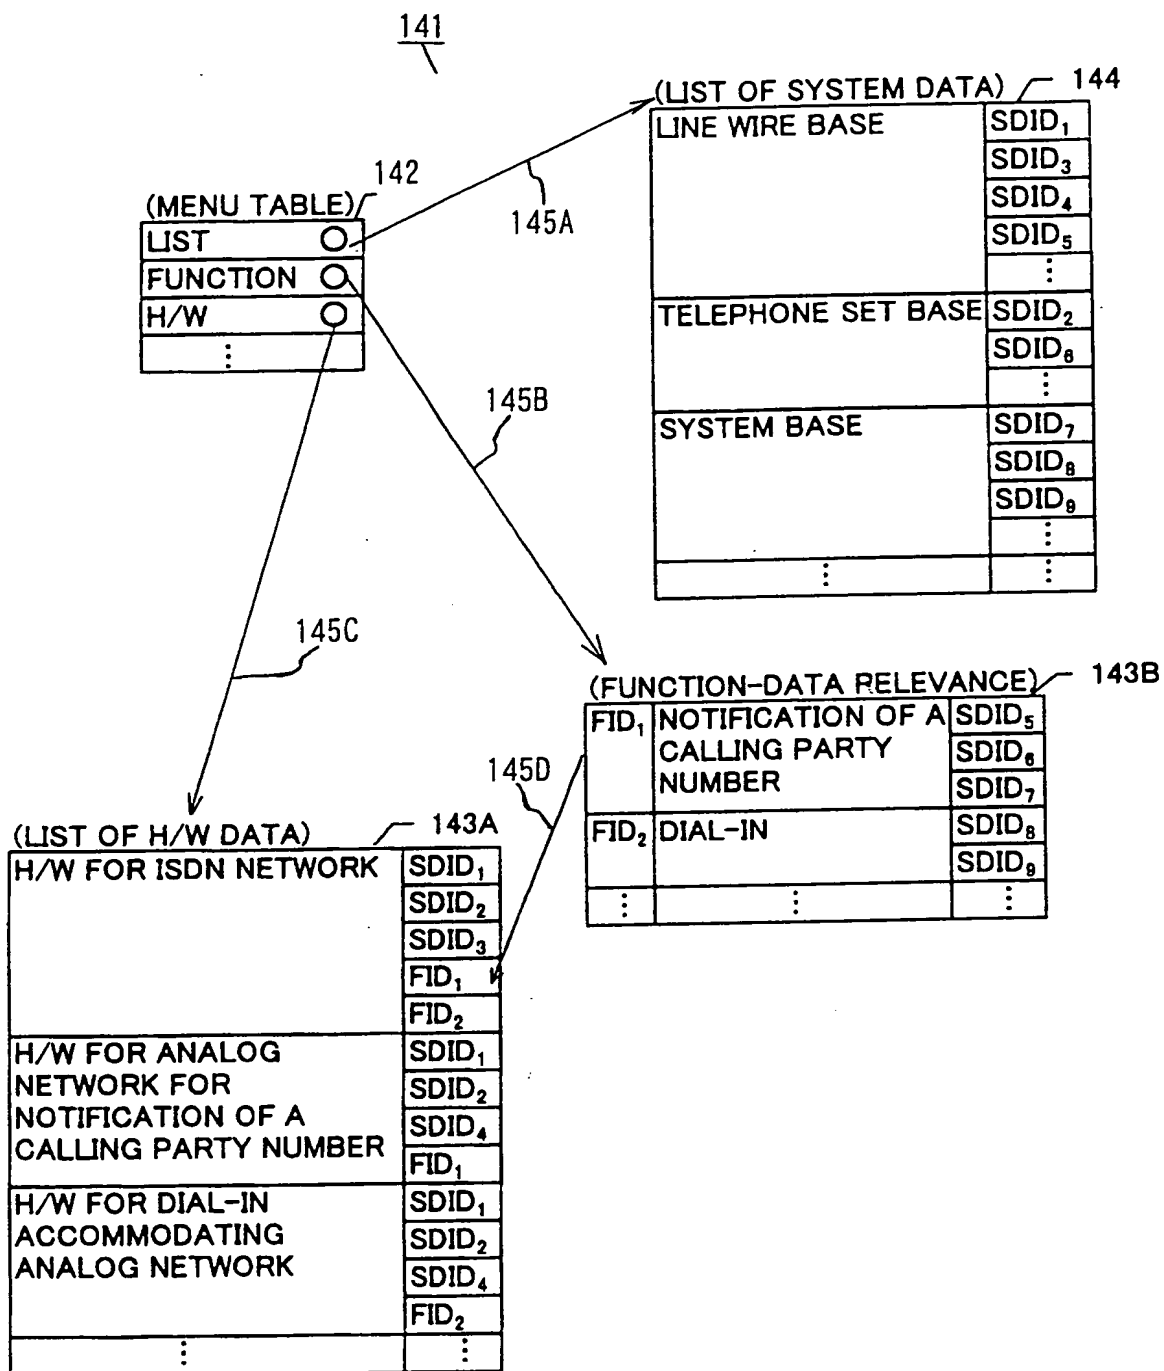 141
(LIST OF SYSTEM DATA) 144
LINE WIRE BASE SDID₁
SDID₃
SDID₄
SDID₅
⋮
TELEPHONE SET BASE SDID₂
SDID₆
⋮
SYSTEM BASE SDID₇
SDID₈
SDID₉
⋮
⋮ ⋮
142
(MENU TABLE)
LIST
FUNCTION
H/W
⋮
145A
145B
145C
(FUNCTION-DATA RELEVANCE) 143B
FID₁ NOTIFICATION OF A SDID₅
CALLING PARTY SDID₆
NUMBER SDID₇
FID₂ DIAL-IN SDID₈
SDID₉
⋮ ⋮ ⋮
145D
(LIST OF H/W DATA) 143A
H/W FOR ISDN NETWORK SDID₁
SDID₂
SDID₃
FID₁
FID₂
H/W FOR ANALOG SDID₁
NETWORK FOR SDID₂
NOTIFICATION OF A SDID₄
CALLING PARTY NUMBER FID₁
H/W FOR DIAL-IN SDID₁
ACCOMMODATING SDID₂
ANALOG NETWORK SDID₄
FID₂
⋮ ⋮